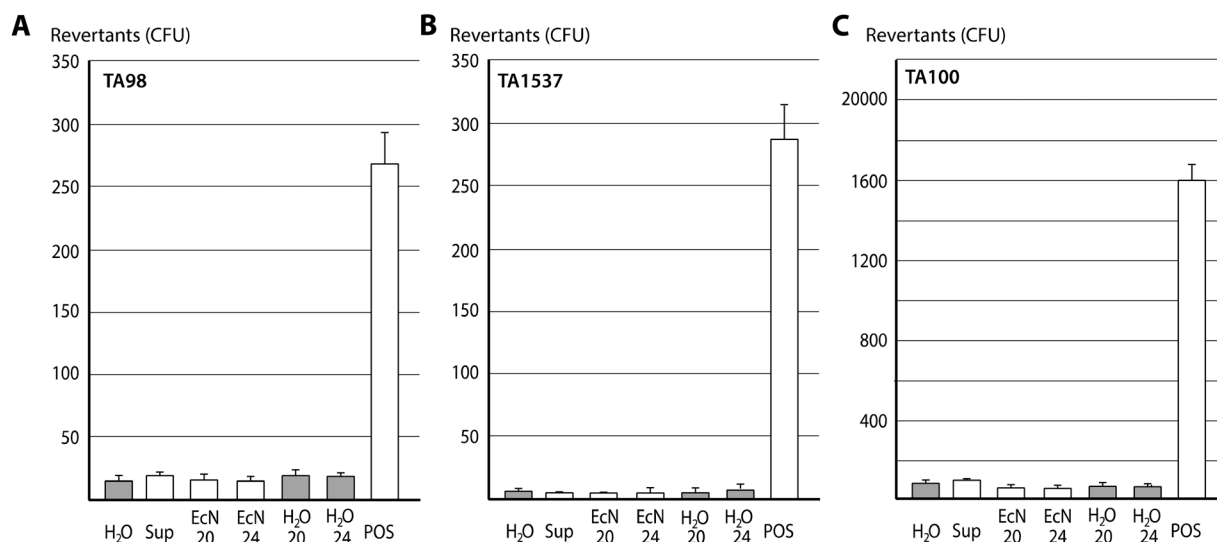 A Revertants (CFU)
350
TA98
300
250
200
150
100
50
H₂O Sup EcN 20 EcN 24 H₂O 20 H₂O 24 POS
B Revertants (CFU)
350
TA1537
300
250
200
150
100
50
H₂O Sup EcN 20 EcN 24 H₂O 20 H₂O 24 POS
C Revertants (CFU)
TA100
20000
1600
1200
800
400
H₂O Sup EcN 20 EcN 24 H₂O 20 H₂O 24 POS